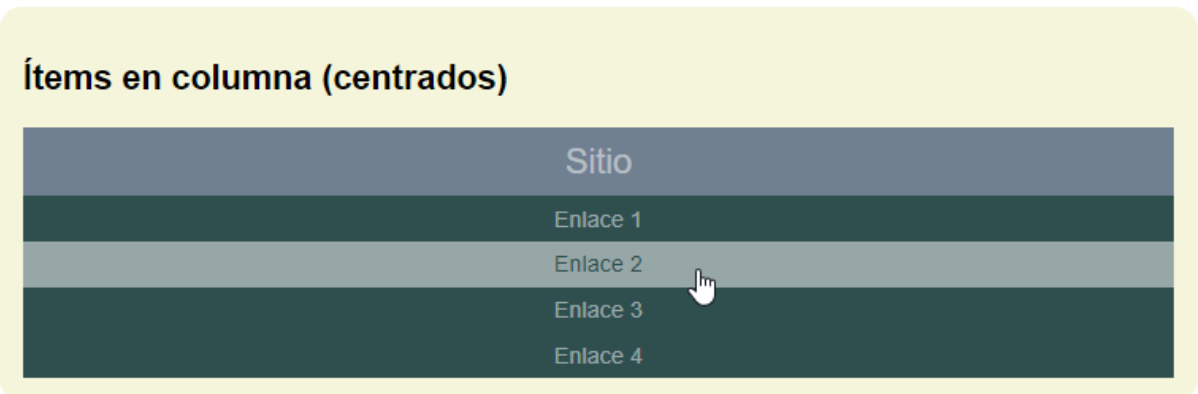 Ítems en columna (centrados)
Sitio
Enlace 1
Enlace 2
Enlace 3
Enlace 4